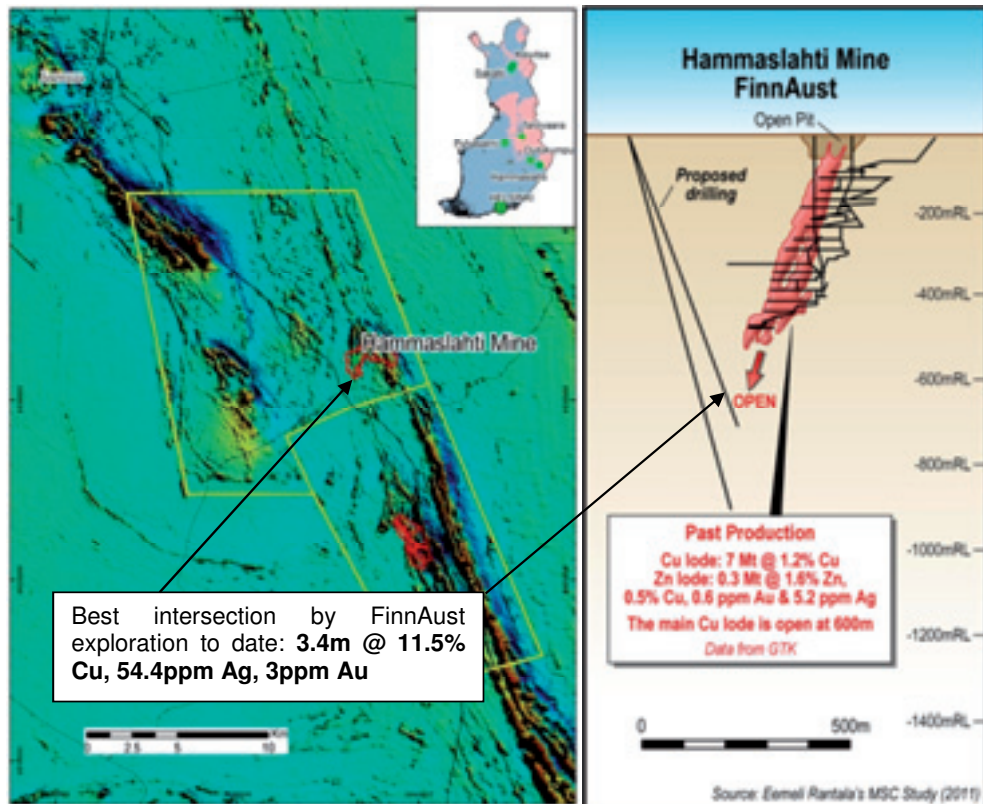 Hammaslahti Mine
Best intersection by FinnAust
exploration to date: 3.4m @ 11.5%
Cu, 54.4ppm Ag, 3ppm Au
0 2.5 5 10
Hammaslahti Mine
FinnAust
Open Pit
Proposed
drilling
-200mRL
-400mRL
-600mRL
OPEN
-800mRL
Past Production
Cu lode: 7 Mt @ 1.2% Cu
Zn lode: 0.3 Mt @ 1.6% Zn,
0.5% Cu, 0.6 ppm Au & 5.2 ppm Ag
The main Cu lode is open at 600m
Data from GTK
-1000mRL
-1200mRL
0 500m
-1400mRL
Source: Eemeli Rantala's MSC Study (2011)